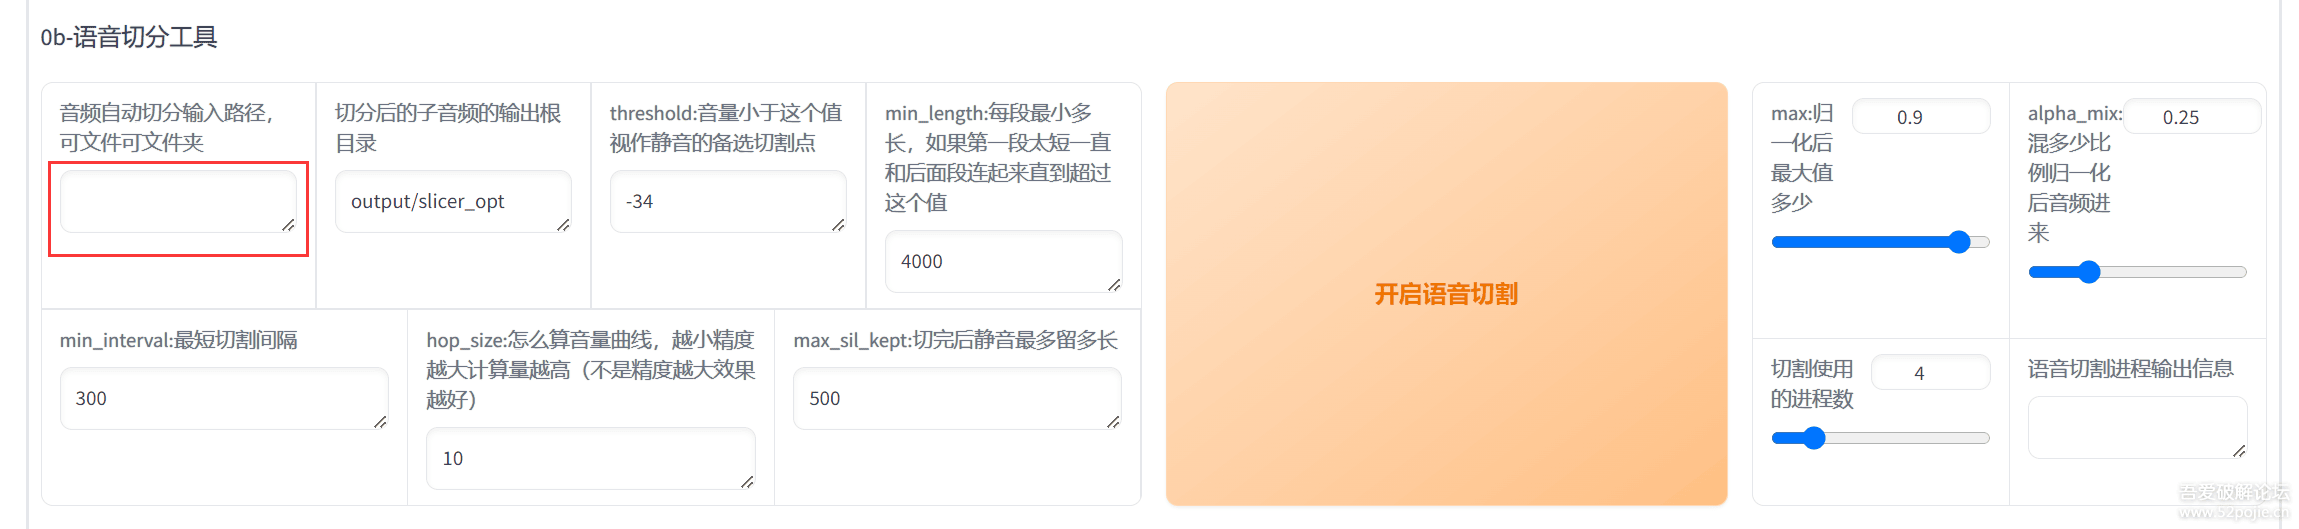 0b-语音切分工具
音频自动切分输入路径，
可文件可文件夹
切分后的子音频的输出根
目录
output/slicer_opt
threshold:音量小于这个值
视作静音的备选切割点
-34
min_length:每段最小多
长，如果第一段太短一直
和后面段连起来直到超过
这个值
4000
min_interval:最短切割间隔
300
hop_size:怎么算音量曲线，越小精度
越大计算量越高（不是精度越大效果
越好）
10
max_sil_kept:切完后静音最多留多长
500
开启语音切割
max:归
一化后
最大值
多少
0.9
alpha_mix:
混多少比
例归一化
后音频进
来
0.25
切割使用
的进程数
4
语音切割进程输出信息
吾爱破解论坛
www.52pojie.cn